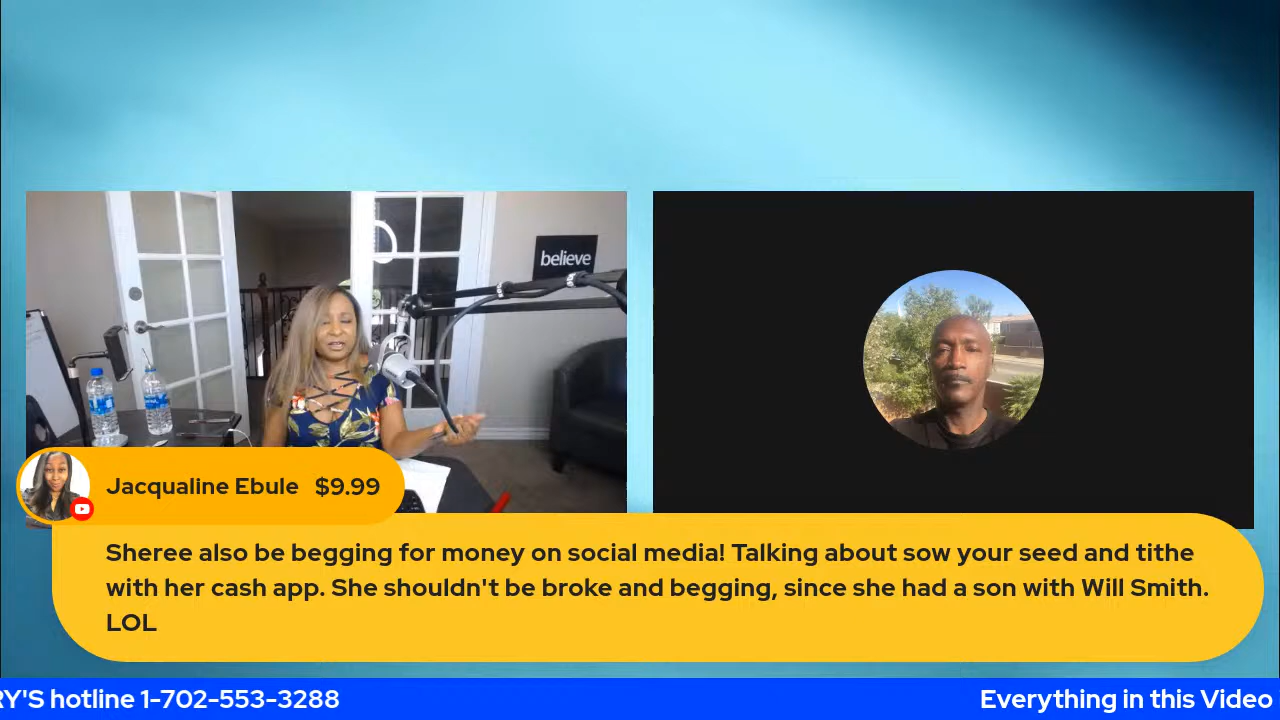 believe
Jacqualine Ebule $9.99
Sheree also be begging for money on social media! Talking about sow your seed and tithe
with her cash app. She shouldn't be broke and begging, since she had a son with Will Smith.
LOL
RY'S hotline 1-702-553-3288
Everything in this Video